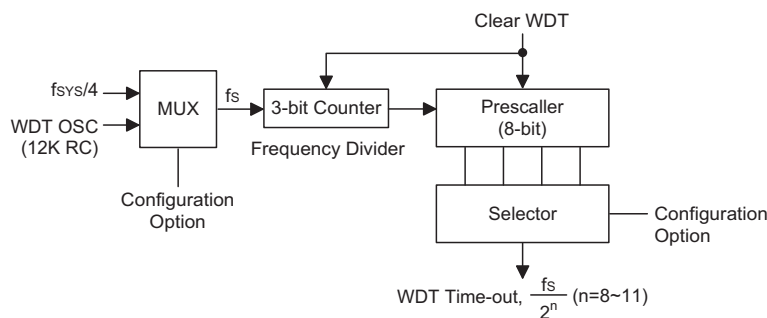 Clear WDT
fSYS/4
WDT OSC
(12K RC)
MUX
fS
3-bit Counter
Frequency Divider
Prescaller
(8-bit)
Configuration
Option
Selector
Configuration
Option
WDT Time-out, fS/2^n (n=8~11)